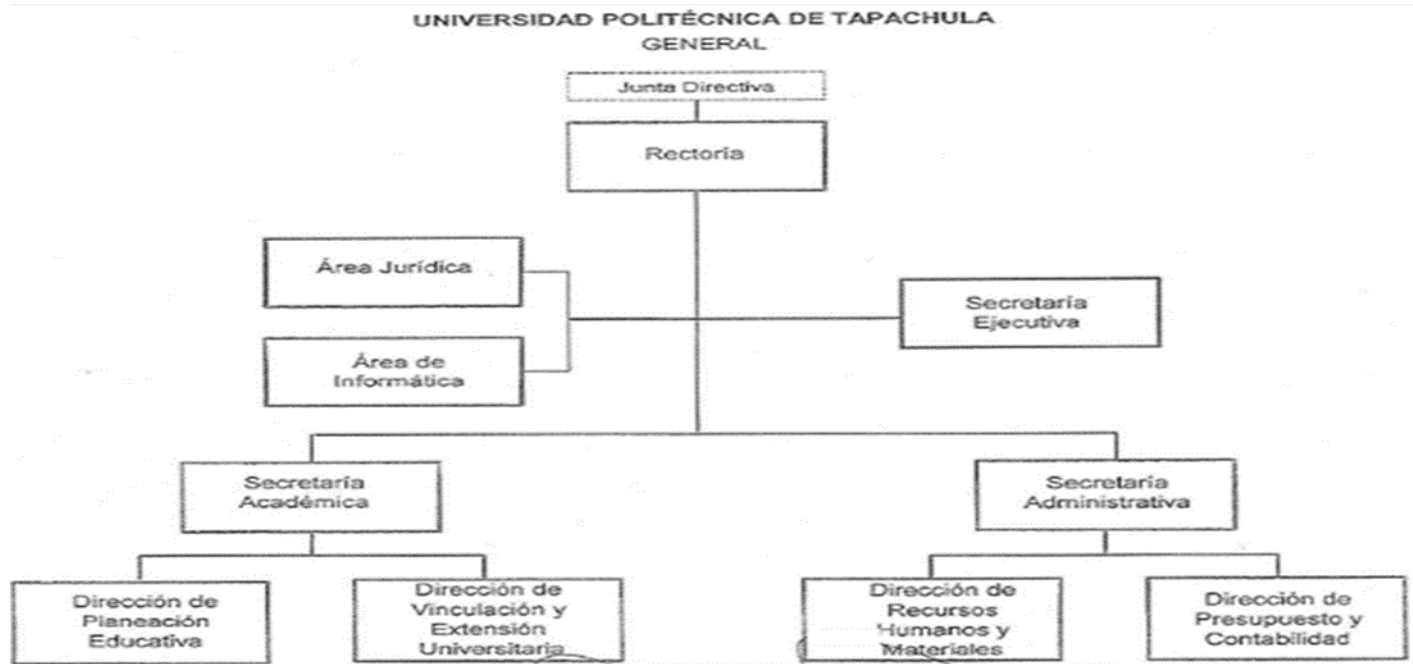 UNIVERSIDAD POLITÉCNICA DE TAPACHULA
GENERAL
Junta Directiva
Rectoría
Área Jurídica
Área de
Informática
Secretaría
Ejecutiva
Secretaría
Académica
Secretaría
Administrativa
Dirección de
Planeación
Educativa
Dirección de
Vinculación y
Extensión
Universitaria
Dirección de
Recursos
Humanos y
Materiales
Dirección de
Presupuesto y
Contabilidad